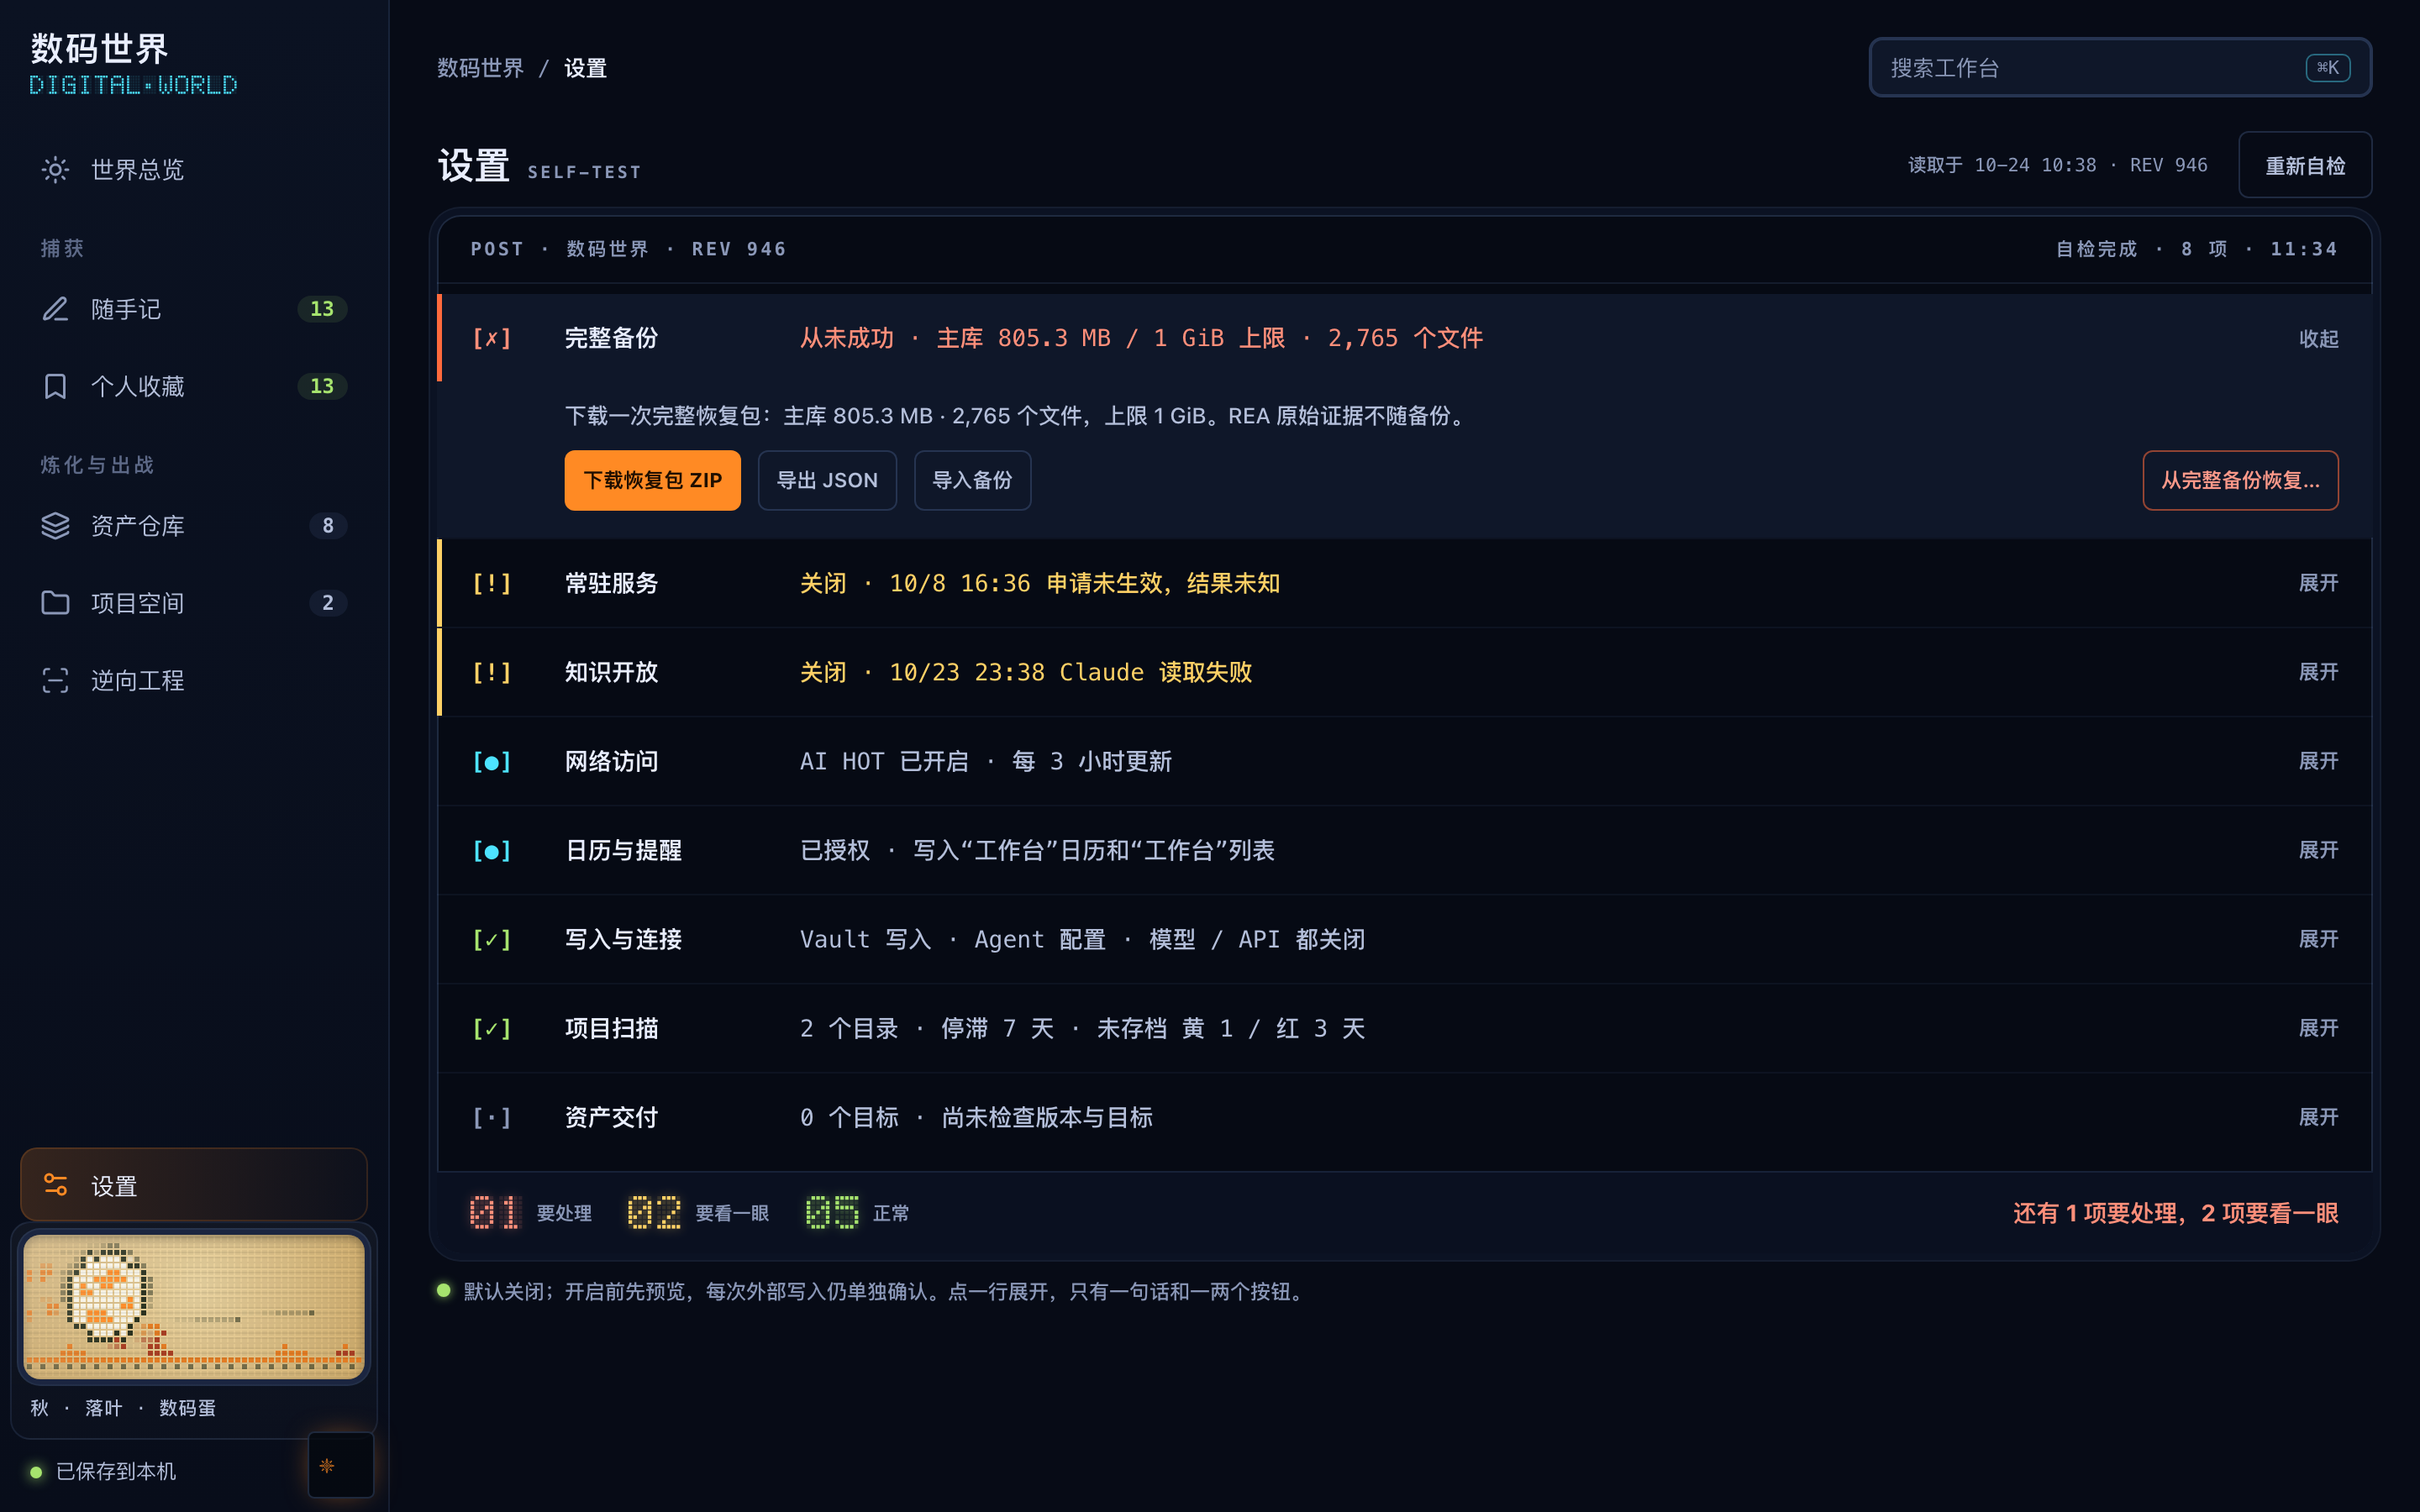 数码世界
DIGITAL·WORLD
世界总览
捕获
随手记 13
个人收藏 13
炼化与出战
资产仓库 8
项目空间 2
逆向工程
设置
秋 · 落叶 · 数码蛋
已保存到本机
数码世界 / 设置
搜索工作台 ⌘K
设置 SELF-TEST
读取于 10-24 10:38 · REV 946 重新自检
POST · 数码世界 · REV 946 自检完成 · 8 项 · 11:34
[✗] 完整备份 从未成功 · 主库 805.3 MB / 1 GiB 上限 · 2,765 个文件 收起
下载一次完整恢复包：主库 805.3 MB · 2,765 个文件，上限 1 GiB。REA 原始证据不随备份。
下载恢复包 ZIP 导出 JSON 导入备份 从完整备份恢复...
[!] 常驻服务 关闭 · 10/8 16:36 申请未生效，结果未知 展开
[!] 知识开放 关闭 · 10/23 23:38 Claude 读取失败 展开
[●] 网络访问 AI HOT 已开启 · 每 3 小时更新 展开
[●] 日历与提醒 已授权 · 写入“工作台”日历和“工作台”列表 展开
[✓] 写入与连接 Vault 写入 · Agent 配置 · 模型 / API 都关闭 展开
[✓] 项目扫描 2 个目录 · 停滞 7 天 · 未存档 黄 1 / 红 3 天 展开
[·] 资产交付 0 个目标 · 尚未检查版本与目标 展开
01 要处理 02 要看一眼 05 正常 还有 1 项要处理，2 项要看一眼
默认关闭；开启前先预览，每次外部写入仍单独确认。点一行展开，只有一句话和一两个按钮。